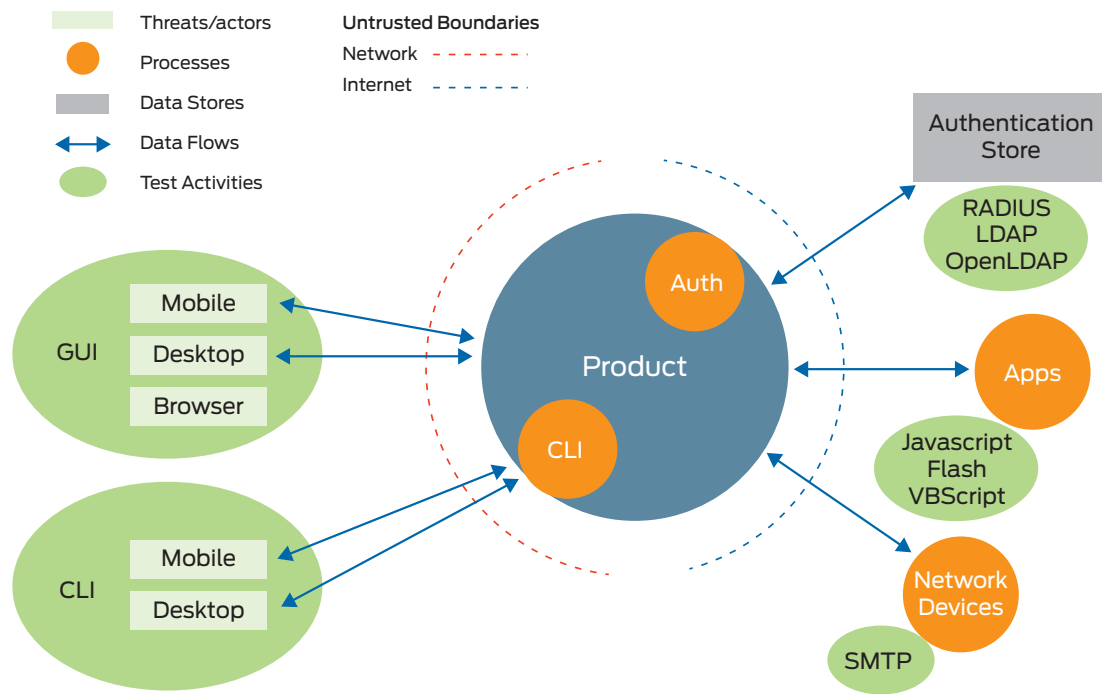 Threats/actors
Processes
Data Stores
Data Flows
Test Activities
Untrusted Boundaries
Network
Internet
GUI
Mobile
Desktop
Browser
CLI
Mobile
Desktop
Product
Auth
CLI
Authentication
Store
RADIUS
LDAP
OpenLDAP
Apps
Javascript
Flash
VBScript
Network
Devices
SMTP